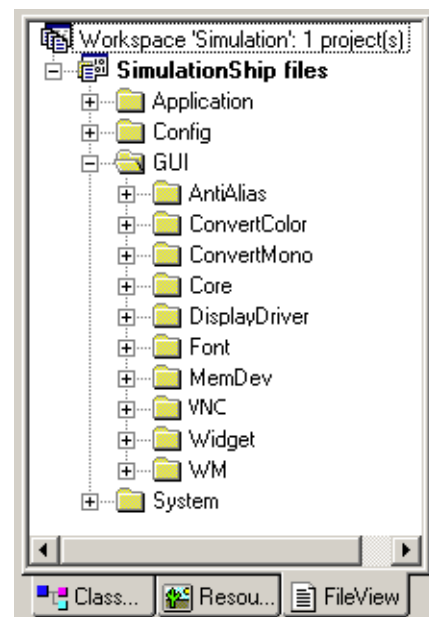 Workspace 'Simulation': 1 project(s)
SimulationShip files
Application
Config
GUI
AntiAlias
ConvertColor
ConvertMono
Core
DisplayDriver
Font
MemDev
VNC
Widget
WM
System
Class... Resou... FileView